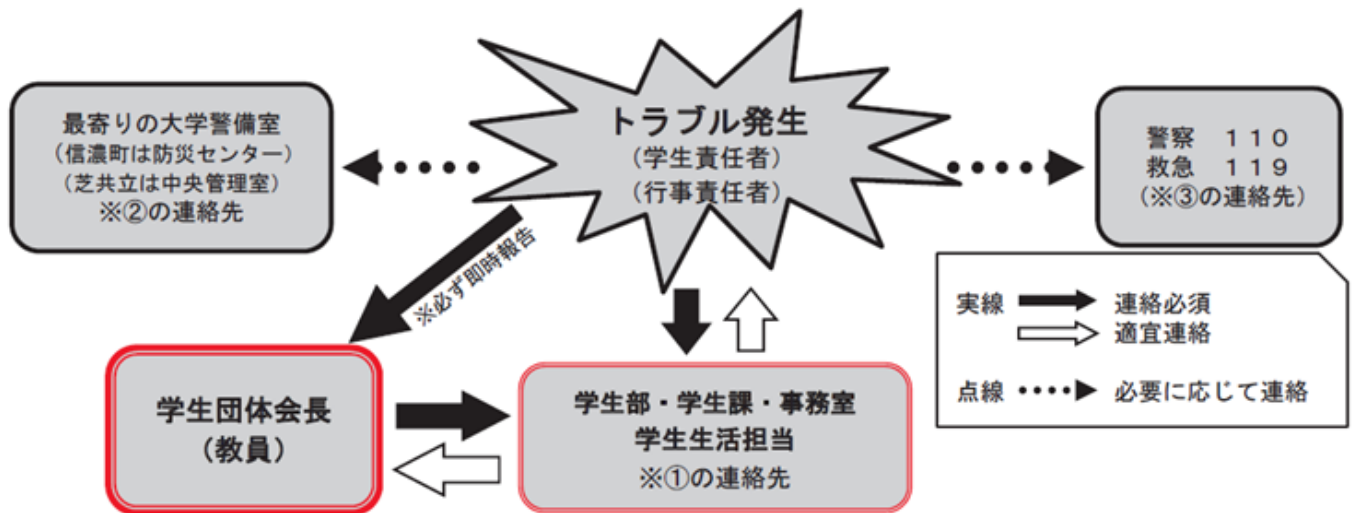 トラブル発生
（学生責任者）
（行事責任者）
最寄りの大学警備室
（信濃町は防災センター）
（芝共立は中央管理室）
※②の連絡先
警察　１１０
救急　１１９
（※③の連絡先）
※必ず即時報告
実線　連絡必須
適宜連絡
点線　必要に応じて連絡
学生団体会長
（教員）
学生部・学生課・事務室
学生生活担当
※①の連絡先